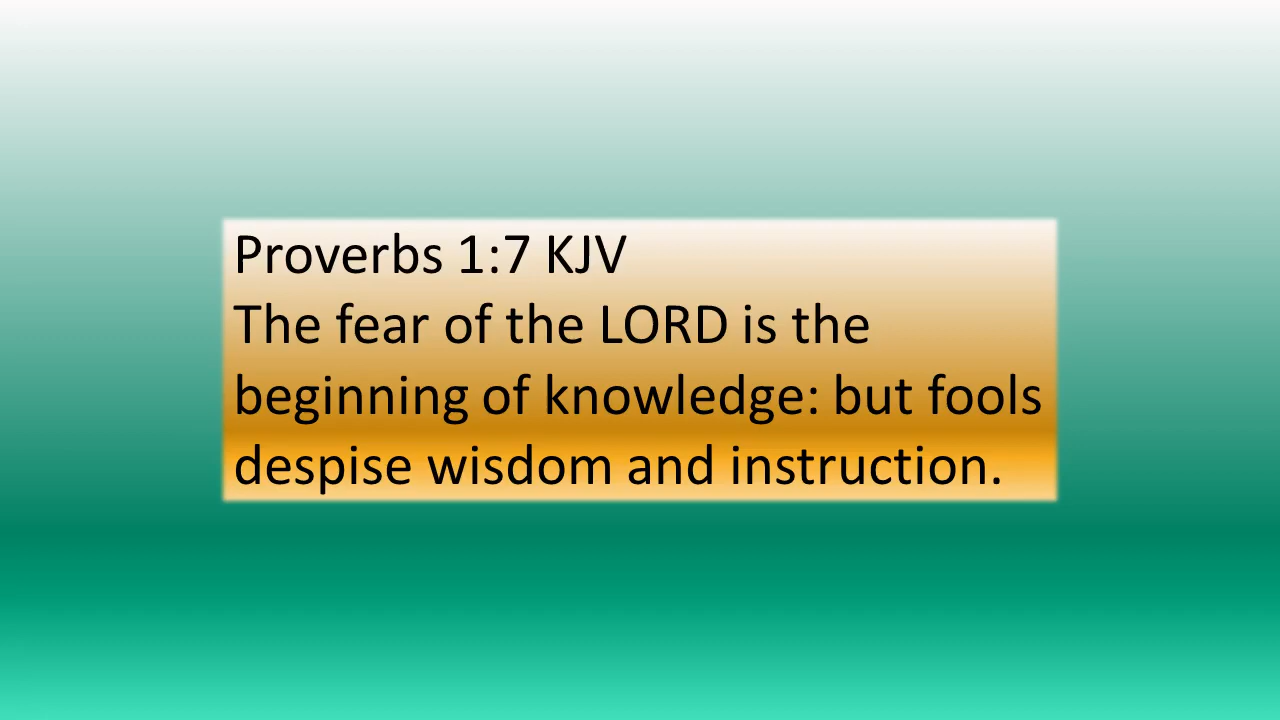 Proverbs 1:7 KJV
The fear of the LORD is the
beginning of knowledge: but fools
despise wisdom and instruction.